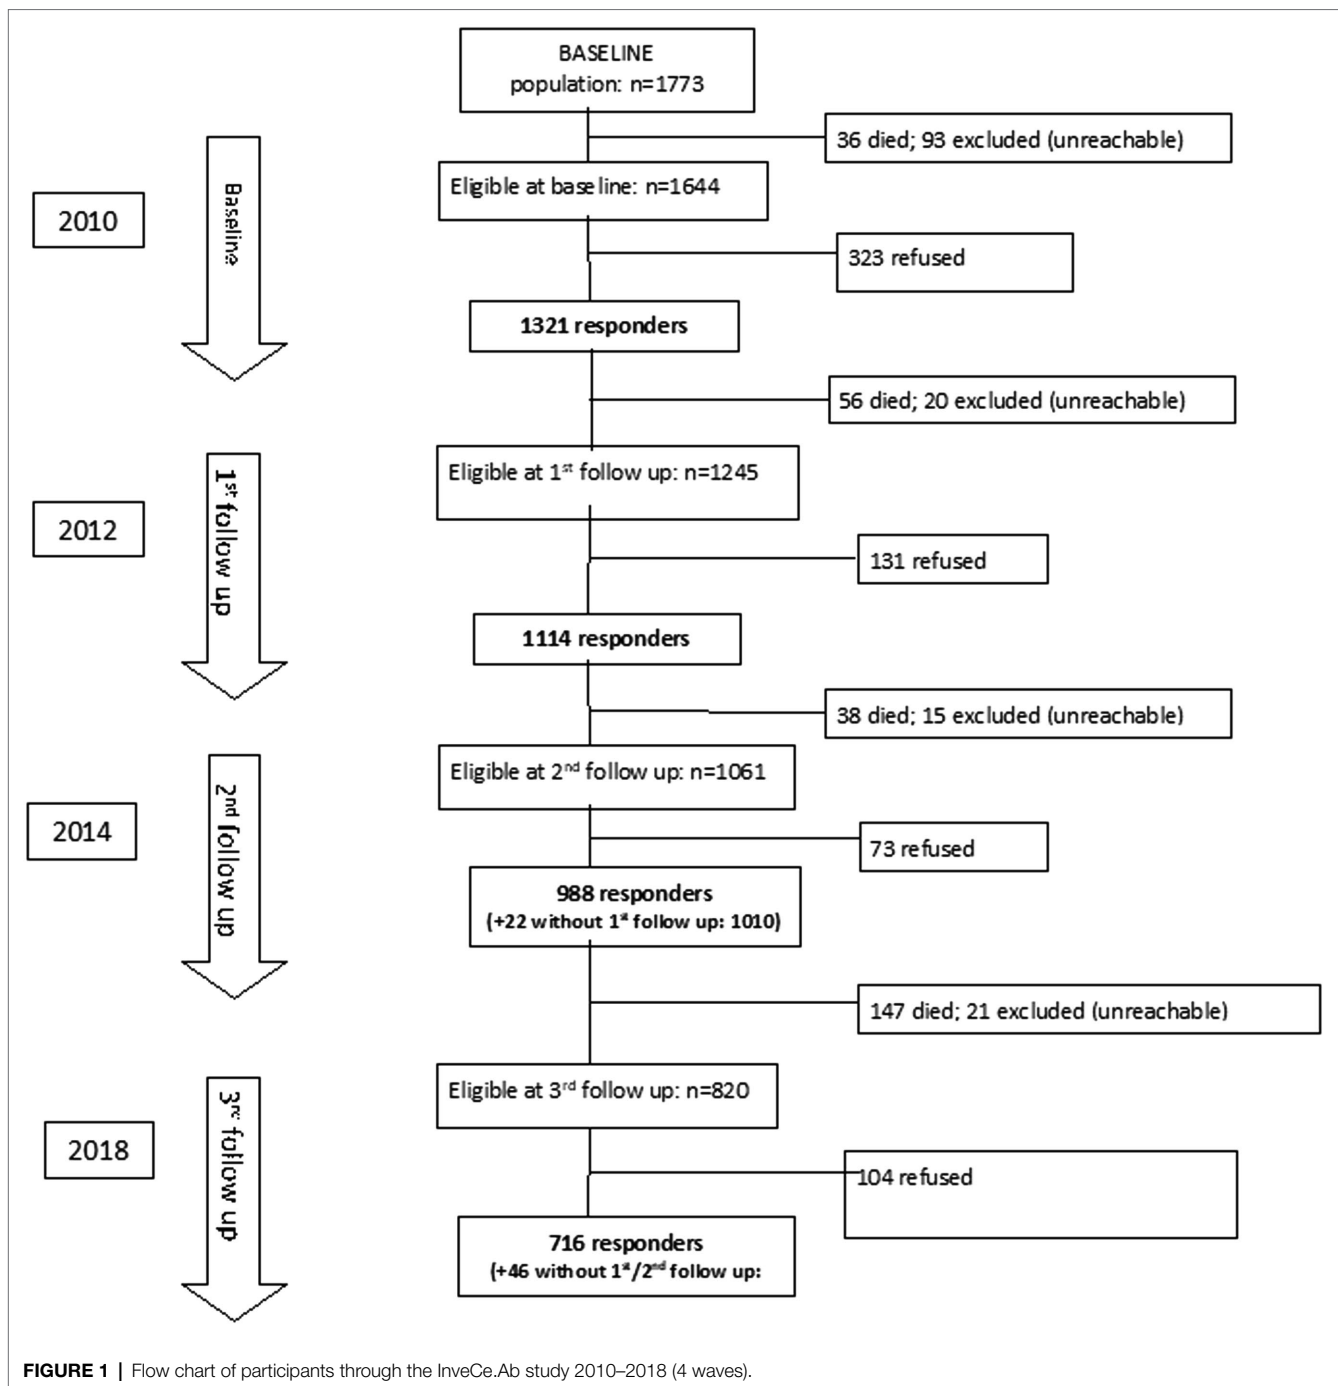 BASELINE
population: n=1773
36 died; 93 excluded (unreachable)
Eligible at baseline: n=1644
2010
Baseline
323 refused
1321 responders
56 died; 20 excluded (unreachable)
Eligible at 1st follow up: n=1245
2012
1st follow up
131 refused
1114 responders
38 died; 15 excluded (unreachable)
Eligible at 2nd follow up: n=1061
2014
2nd follow up
73 refused
988 responders
(+22 without 1st follow up: 1010)
147 died; 21 excluded (unreachable)
Eligible at 3rd follow up: n=820
2018
3rd follow up
104 refused
716 responders
(+46 without 1st/2nd follow up:
FIGURE 1 | Flow chart of participants through the InveCe.Ab study 2010–2018 (4 waves).